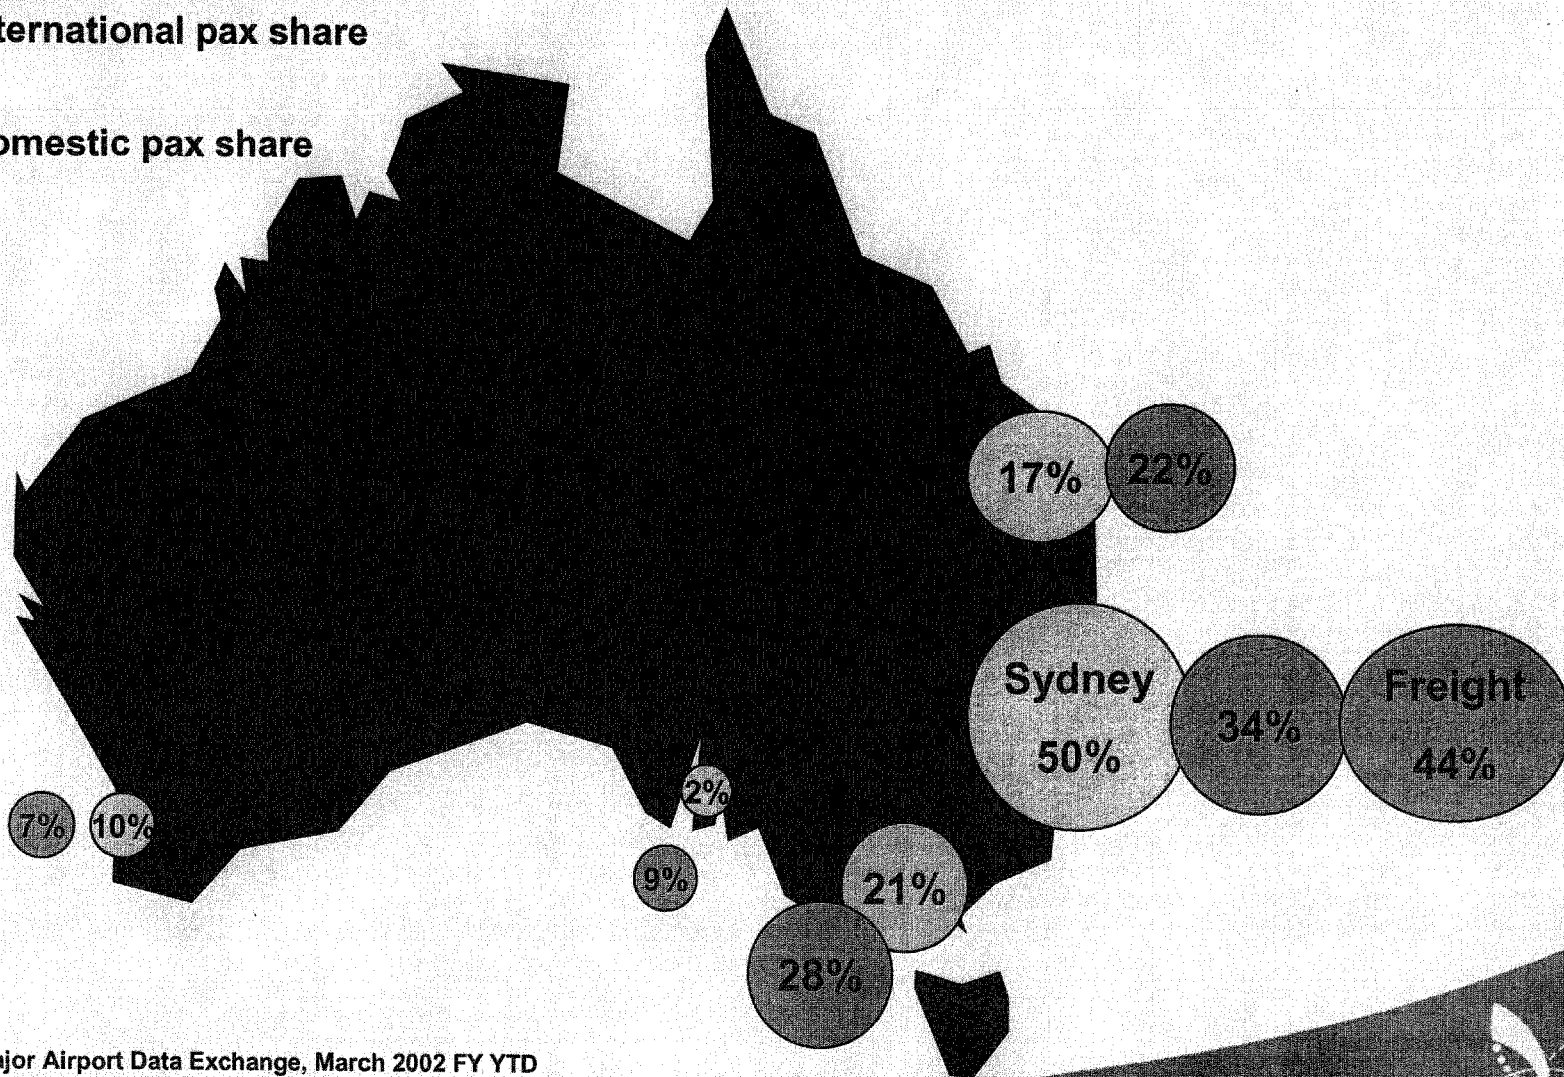 ternational pax share
omestic pax share
17% 22%
Sydney
50%
34%
Freight
44%
7% 10%
2%
9%
21%
28%
ajor Airport Data Exchange, March 2002 FY YTD